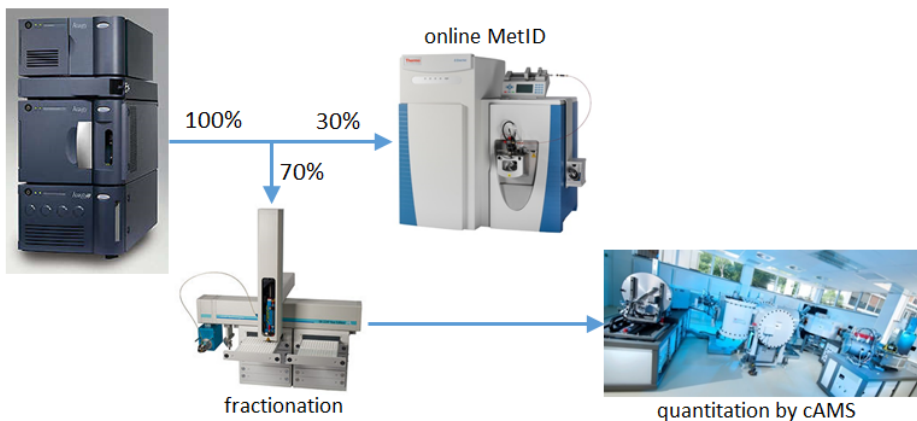 online MetID
100%
30%
70%
fractionation
quantitation by cAMS